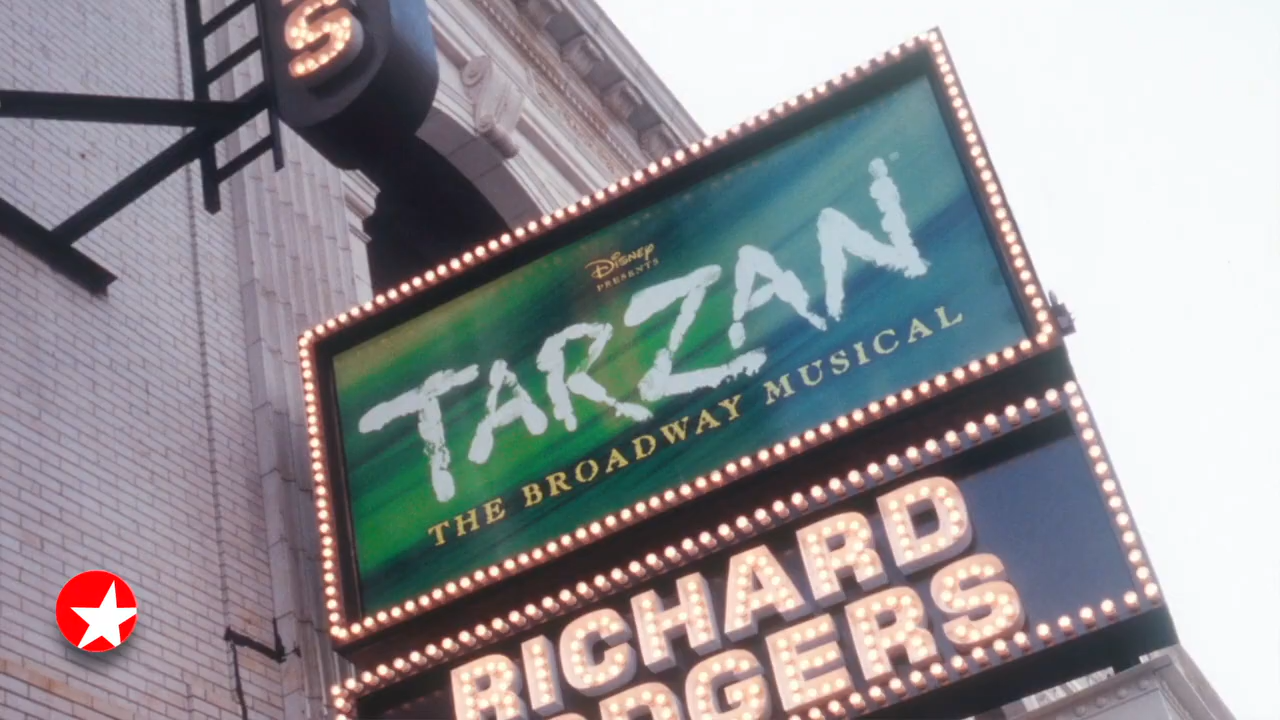 S
Disney
PRESENTS
TARZAN
THE BROADWAY MUSICAL
RICHARD
RODGERS